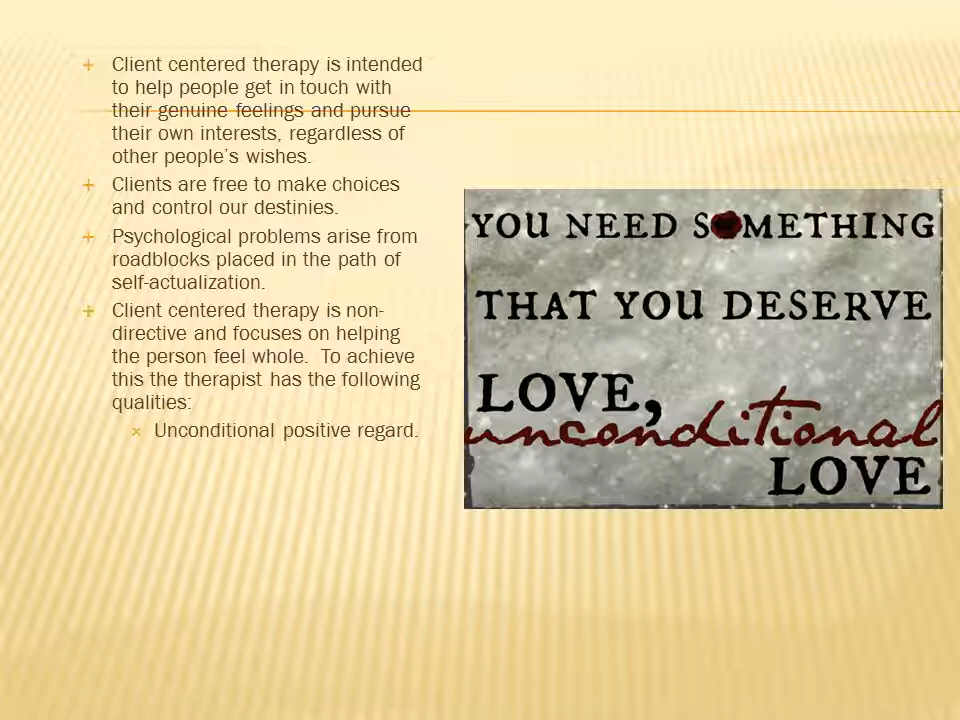 Client centered therapy is intended
to help people get in touch with
their genuine feelings and pursue
their own interests, regardless of
other people’s wishes.
Clients are free to make choices
and control our destinies.
Psychological problems arise from
roadblocks placed in the path of
self-actualization.
Client centered therapy is non-
directive and focuses on helping
the person feel whole.  To achieve
this the therapist has the following
qualities:
Unconditional positive regard.
YOU NEED SOMETHING
THAT YOU DESERVE
LOVE,
unconditional
LOVE